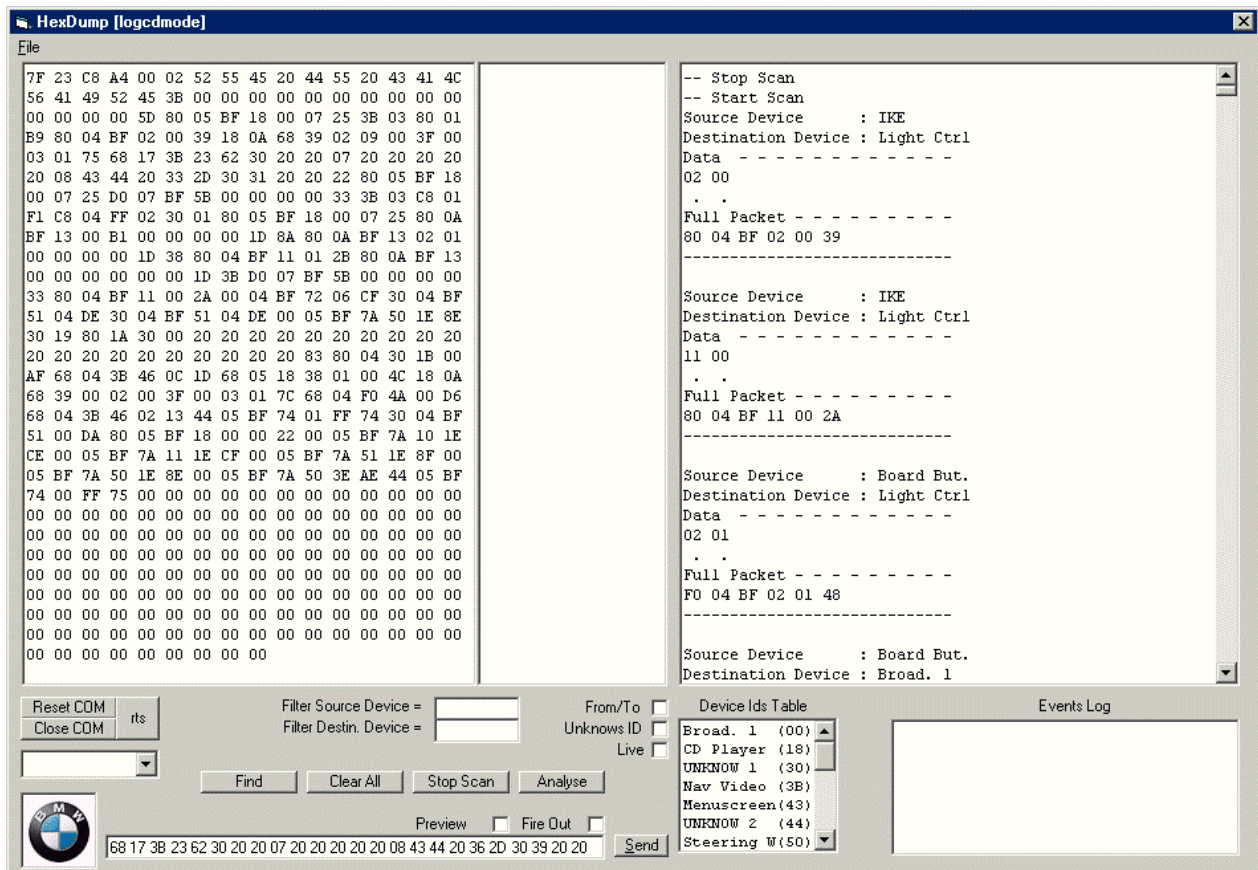 HexDump [logcdmode]
File
7F 23 C8 A4 00 02 52 55 45 20 44 55 20 43 41 4C
56 41 49 52 45 3B 00 00 00 00 00 00 00 00 00 00
00 00 00 00 5D 80 05 BF 18 00 07 25 3B 03 80 01
B9 80 04 BF 02 00 39 18 0A 68 39 02 09 00 3F 00
03 01 75 68 17 3B 23 62 30 20 20 07 20 20 20 20
20 08 43 44 20 33 2D 30 31 20 20 22 80 05 BF 18
00 07 25 D0 07 BF 5B 00 00 00 00 33 3B 03 C8 01
F1 C8 04 FF 02 30 01 80 05 BF 18 00 07 25 80 0A
BF 13 00 B1 00 00 00 00 1D 8A 80 0A BF 13 02 01
00 00 00 00 1D 38 80 04 BF 11 01 2B 80 0A BF 13
00 00 00 00 00 00 1D 3B D0 07 BF 5B 00 00 00 00
33 80 04 BF 11 00 2A 00 04 BF 72 06 CF 30 04 BF
51 04 DE 30 04 BF 51 04 DE 00 05 BF 7A 50 1E 8E
30 19 80 1A 30 00 20 20 20 20 20 20 20 20 20 20
20 20 20 20 20 20 20 20 20 20 83 80 04 30 1B 00
AF 68 04 3B 46 0C 1D 68 05 18 38 01 00 4C 18 0A
68 39 00 02 00 3F 00 03 01 7C 68 04 F0 4A 00 D6
68 04 3B 46 02 13 44 05 BF 74 01 FF 74 30 04 BF
51 00 DA 80 05 BF 18 00 00 22 00 05 BF 7A 10 1E
CE 00 05 BF 7A 11 1E CF 00 05 BF 7A 51 1E 8F 00
05 BF 7A 50 1E 8E 00 05 BF 7A 50 3E AE 44 05 BF
74 00 FF 75 00 00 00 00 00 00 00 00 00 00 00 00
00 00 00 00 00 00 00 00 00 00 00 00 00 00 00 00
00 00 00 00 00 00 00 00 00 00 00 00 00 00 00 00
00 00 00 00 00 00 00 00 00 00 00 00 00 00 00 00
00 00 00 00 00 00 00 00 00 00 00 00 00 00 00 00
00 00 00 00 00 00 00 00 00 00 00 00 00 00 00 00
00 00 00 00 00 00 00 00 00 00 00 00 00 00 00 00
00 00 00 00 00 00 00 00 00 00 00 00 00 00 00 00
00 00 00 00 00 00 00 00 00
-- Stop Scan
-- Start Scan
Source Device : IKE
Destination Device : Light Ctrl
Data - - - - - - - - - - - -
02 00
. .
Full Packet - - - - - - - - -
80 04 BF 02 00 39
----------------------------
Source Device : IKE
Destination Device : Light Ctrl
Data - - - - - - - - - - - -
11 00
. .
Full Packet - - - - - - - - -
80 04 BF 11 00 2A
----------------------------
Source Device : Board But.
Destination Device : Light Ctrl
Data - - - - - - - - - - - -
02 01
. .
Full Packet - - - - - - - - -
F0 04 BF 02 01 48
----------------------------
Source Device : Board But.
Destination Device : Broad. 1
Reset COM
Close COM
rts
Filter Source Device =
Filter Destin. Device =
From/To
Unknows ID
Live
Find
Clear All
Stop Scan
Analyse
Preview
Fire Out
BMW
68 17 3B 23 62 30 20 20 07 20 20 20 20 20 08 43 44 20 36 2D 30 39 20 20
Send
Device Ids Table
Broad. 1 (00)
CD Player (18)
UNKNOW 1 (30)
Nav Video (3B)
Menuscreen(43)
UNKNOW 2 (44)
Steering W(50)
Events Log